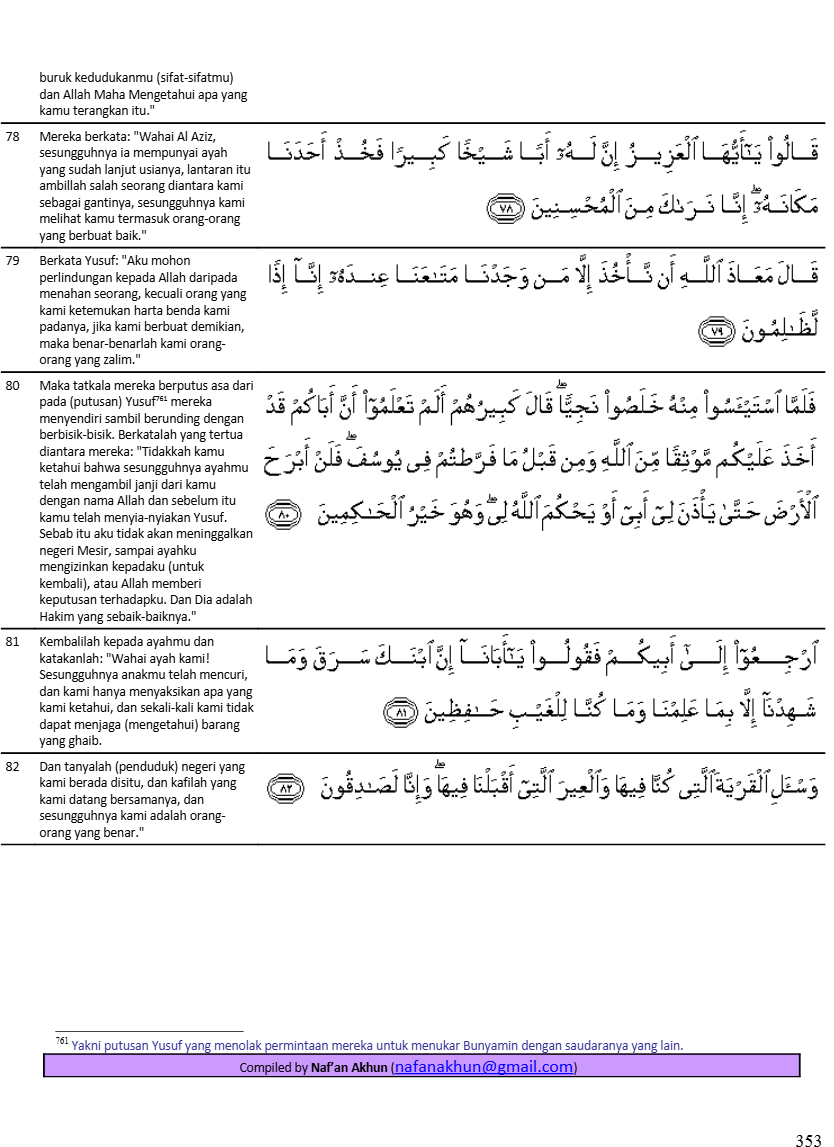 buruk kedudukanmu (sifat-sifatmu)
dan Allah Maha Mengetahui apa yang
kamu terangkan itu."
78
Mereka berkata: "Wahai Al Aziz,
sesungguhnya ia mempunyai ayah
yang sudah lanjut usianya, lantaran itu
ambillah salah seorang diantara kami
sebagai gantinya, sesungguhnya kami
melihat kamu termasuk orang-orang
yang berbuat baik."
قَالُوا۟ يَـٰٓأَيُّهَا ٱلْعَزِيزُ إِنَّ لَهُۥٓ أَبًا شَيْخًا كَبِيرًا فَخُذْ أَحَدَنَا
مَكَانَهُۥٓ ۖ إِنَّا نَرَىٰكَ مِنَ ٱلْمُحْسِنِينَ ٧٨
79
Berkata Yusuf: "Aku mohon
perlindungan kepada Allah daripada
menahan seorang, kecuali orang yang
kami ketemukan harta benda kami
padanya, jika kami berbuat demikian,
maka benar-benarlah kami orang-
orang yang zalim."
قَالَ مَعَاذَ ٱللَّهِ أَن نَّأْخُذَ إِلَّا مَن وَجَدْنَا مَتَـٰعَنَا عِندَهُۥٓ إِنَّآ إِذًا
لَّظَـٰلِمُونَ ٧٩
80
Maka tatkala mereka berputus asa dari
pada (putusan) Yusuf⁷⁶¹ mereka
menyendiri sambil berunding dengan
berbisik-bisik. Berkatalah yang tertua
diantara mereka: "Tidakkah kamu
ketahui bahwa sesungguhnya ayahmu
telah mengambil janji dari kamu
dengan nama Allah dan sebelum itu
kamu telah menyia-nyiakan Yusuf.
Sebab itu aku tidak akan meninggalkan
negeri Mesir, sampai ayahku
mengizinkan kepadaku (untuk
kembali), atau Allah memberi
keputusan terhadapku. Dan Dia adalah
Hakim yang sebaik-baiknya."
فَلَمَّا ٱسْتَيْـَٔسُوا۟ مِنْهُ خَلَصُوا۟ نَجِيًّا ۖ قَالَ كَبِيرُهُمْ أَلَمْ تَعْلَمُوٓا۟ أَنَّ أَبَاكُمْ قَدْ
أَخَذَ عَلَيْكُم مَّوْثِقًا مِّنَ ٱللَّهِ وَمِن قَبْلُ مَا فَرَّطتُمْ فِى يُوسُفَ ۖ فَلَنْ أَبْرَحَ
ٱلْأَرْضَ حَتَّىٰ يَأْذَنَ لِىٓ أَبِىٓ أَوْ يَحْكُمَ ٱللَّهُ لِى ۖ وَهُوَ خَيْرُ ٱلْحَـٰكِمِينَ ٨٠
81
Kembalilah kepada ayahmu dan
katakanlah: "Wahai ayah kami!
Sesungguhnya anakmu telah mencuri,
dan kami hanya menyaksikan apa yang
kami ketahui, dan sekali-kali kami tidak
dapat menjaga (mengetahui) barang
yang ghaib.
ٱرْجِعُوٓا۟ إِلَىٰٓ أَبِيكُمْ فَقُولُوا۟ يَـٰٓأَبَانَآ إِنَّ ٱبْنَكَ سَرَقَ وَمَا
شَهِدْنَآ إِلَّا بِمَا عَلِمْنَا وَمَا كُنَّا لِلْغَيْبِ حَـٰفِظِينَ ٨١
82
Dan tanyalah (penduduk) negeri yang
kami berada disitu, dan kafilah yang
kami datang bersamanya, dan
sesungguhnya kami adalah orang-
orang yang benar."
وَسْـَٔلِ ٱلْقَرْيَةَ ٱلَّتِى كُنَّا فِيهَا وَٱلْعِيرَ ٱلَّتِىٓ أَقْبَلْنَا فِيهَا ۖ وَإِنَّا لَصَـٰدِقُونَ ٨٢
⁷⁶¹ Yakni putusan Yusuf yang menolak permintaan mereka untuk menukar Bunyamin dengan saudaranya yang lain.
Compiled by Naf'an Akhun (nafanakhun@gmail.com)
353